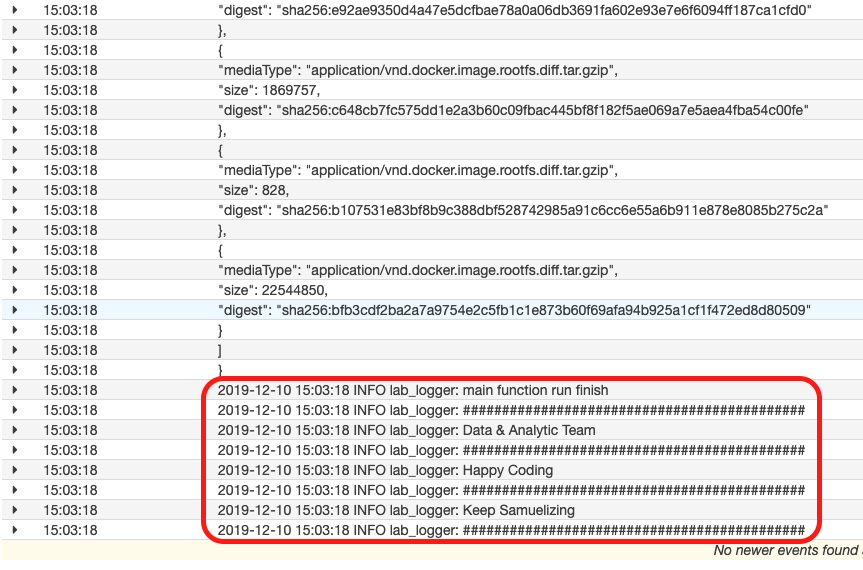 15:03:18 "digest": "sha256:e92ae9350d4a47e5dcfbae78a0a06db3691fa602e93e7e6f6094ff187ca1cfd0"
15:03:18 },
15:03:18 {
15:03:18 "mediaType": "application/vnd.docker.image.rootfs.diff.tar.gzip",
15:03:18 "size": 1869757,
15:03:18 "digest": "sha256:c648cb7fc575dd1e2a3b60c09fbac445bf8f182f5ae069a7e5aea4fba54c00fe"
15:03:18 },
15:03:18 {
15:03:18 "mediaType": "application/vnd.docker.image.rootfs.diff.tar.gzip",
15:03:18 "size": 828,
15:03:18 "digest": "sha256:b107531e83bf8b9c388dbf528742985a91c6cc6e55a6b911e878e8085b275c2a"
15:03:18 },
15:03:18 {
15:03:18 "mediaType": "application/vnd.docker.image.rootfs.diff.tar.gzip",
15:03:18 "size": 22544850,
15:03:18 "digest": "sha256:bfb3cdf2ba2a7a9754e2c5fb1c1e873b60f69afa94b925a1cf1f472ed8d80509"
15:03:18 }
15:03:18 ]
15:03:18 }
15:03:18 2019-12-10 15:03:18 INFO lab_logger: main function run finish
15:03:18 2019-12-10 15:03:18 INFO lab_logger: ###########################################
15:03:18 2019-12-10 15:03:18 INFO lab_logger: Data & Analytic Team
15:03:18 2019-12-10 15:03:18 INFO lab_logger: ###########################################
15:03:18 2019-12-10 15:03:18 INFO lab_logger: Happy Coding
15:03:18 2019-12-10 15:03:18 INFO lab_logger: ###########################################
15:03:18 2019-12-10 15:03:18 INFO lab_logger: Keep Samuelizing
15:03:18 2019-12-10 15:03:18 INFO lab_logger: ###########################################
No newer events found